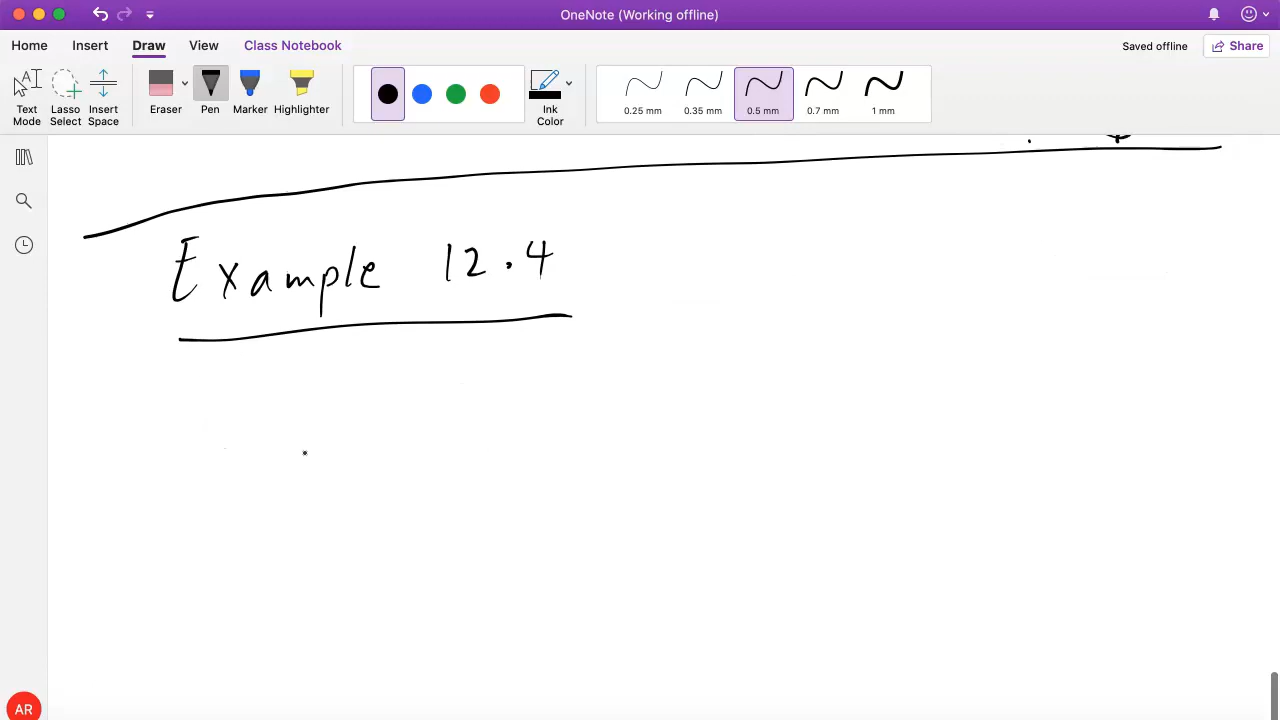 OneNote (Working offline)
Home Insert Draw View Class Notebook
Saved offline Share
Text Mode
Lasso Select
Insert Space
Eraser
Pen
Marker
Highlighter
Ink Color
0.25 mm 0.35 mm 0.5 mm 0.7 mm 1 mm
Example 12.4
AR